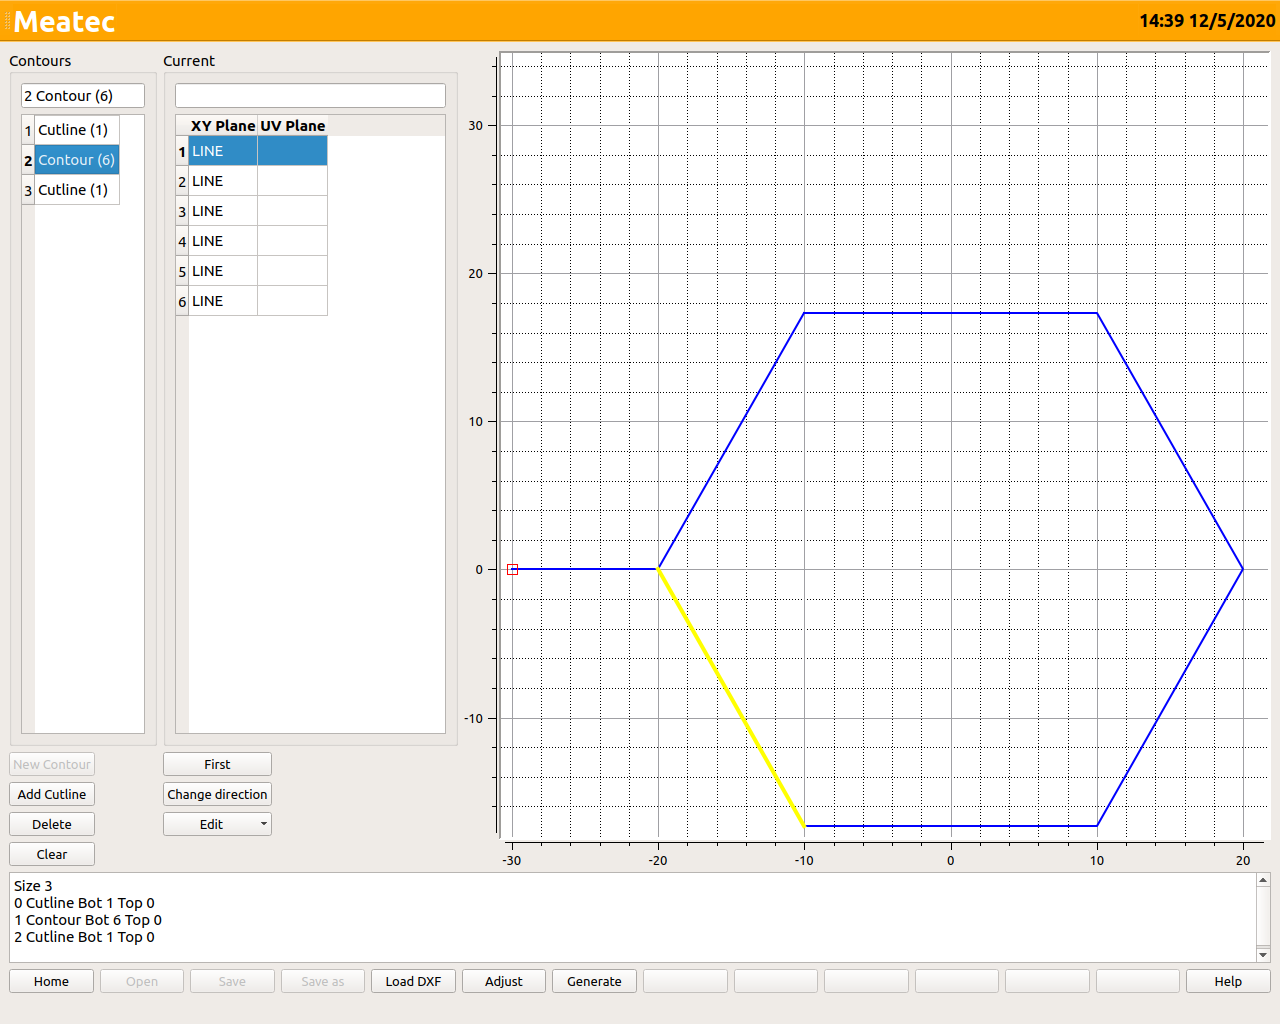 Meatec
14:39 12/5/2020
Contours
Current
2 Contour (6)
XY Plane UV Plane
1 Cutline (1)
2 Contour (6)
3 Cutline (1)
1 LINE
2 LINE
3 LINE
4 LINE
5 LINE
6 LINE
30
20
10
0
-10
-30 -20 -10 0 10 20
New Contour
First
Add Cutline
Change direction
Delete
Edit
Clear
Size 3
0 Cutline Bot 1 Top 0
1 Contour Bot 6 Top 0
2 Cutline Bot 1 Top 0
Home Open Save Save as Load DXF Adjust Generate Help